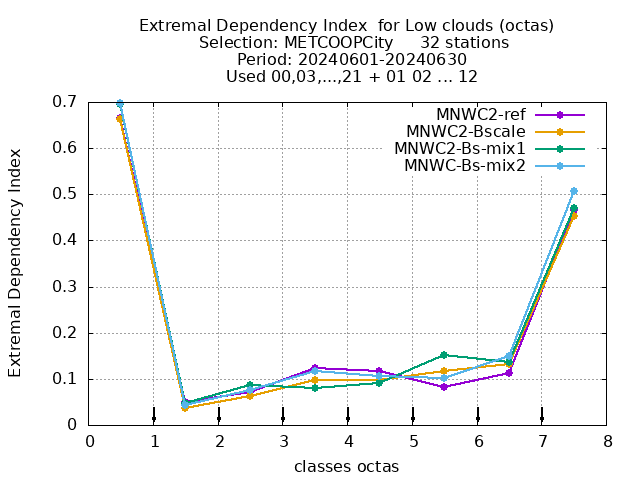 Extremal Dependency Index  for Low clouds (octas)
Selection: METCOOPCity     32 stations
Period: 20240601-20240630
Used 00,03,...,21 + 01 02 ... 12
MNWC2-ref
MNWC2-Bscale
MNWC2-Bs-mix1
MNWC-Bs-mix2
Extremal Dependency Index
0.7
0.6
0.5
0.4
0.3
0.2
0.1
0
0 1 2 3 4 5 6 7 8
classes octas